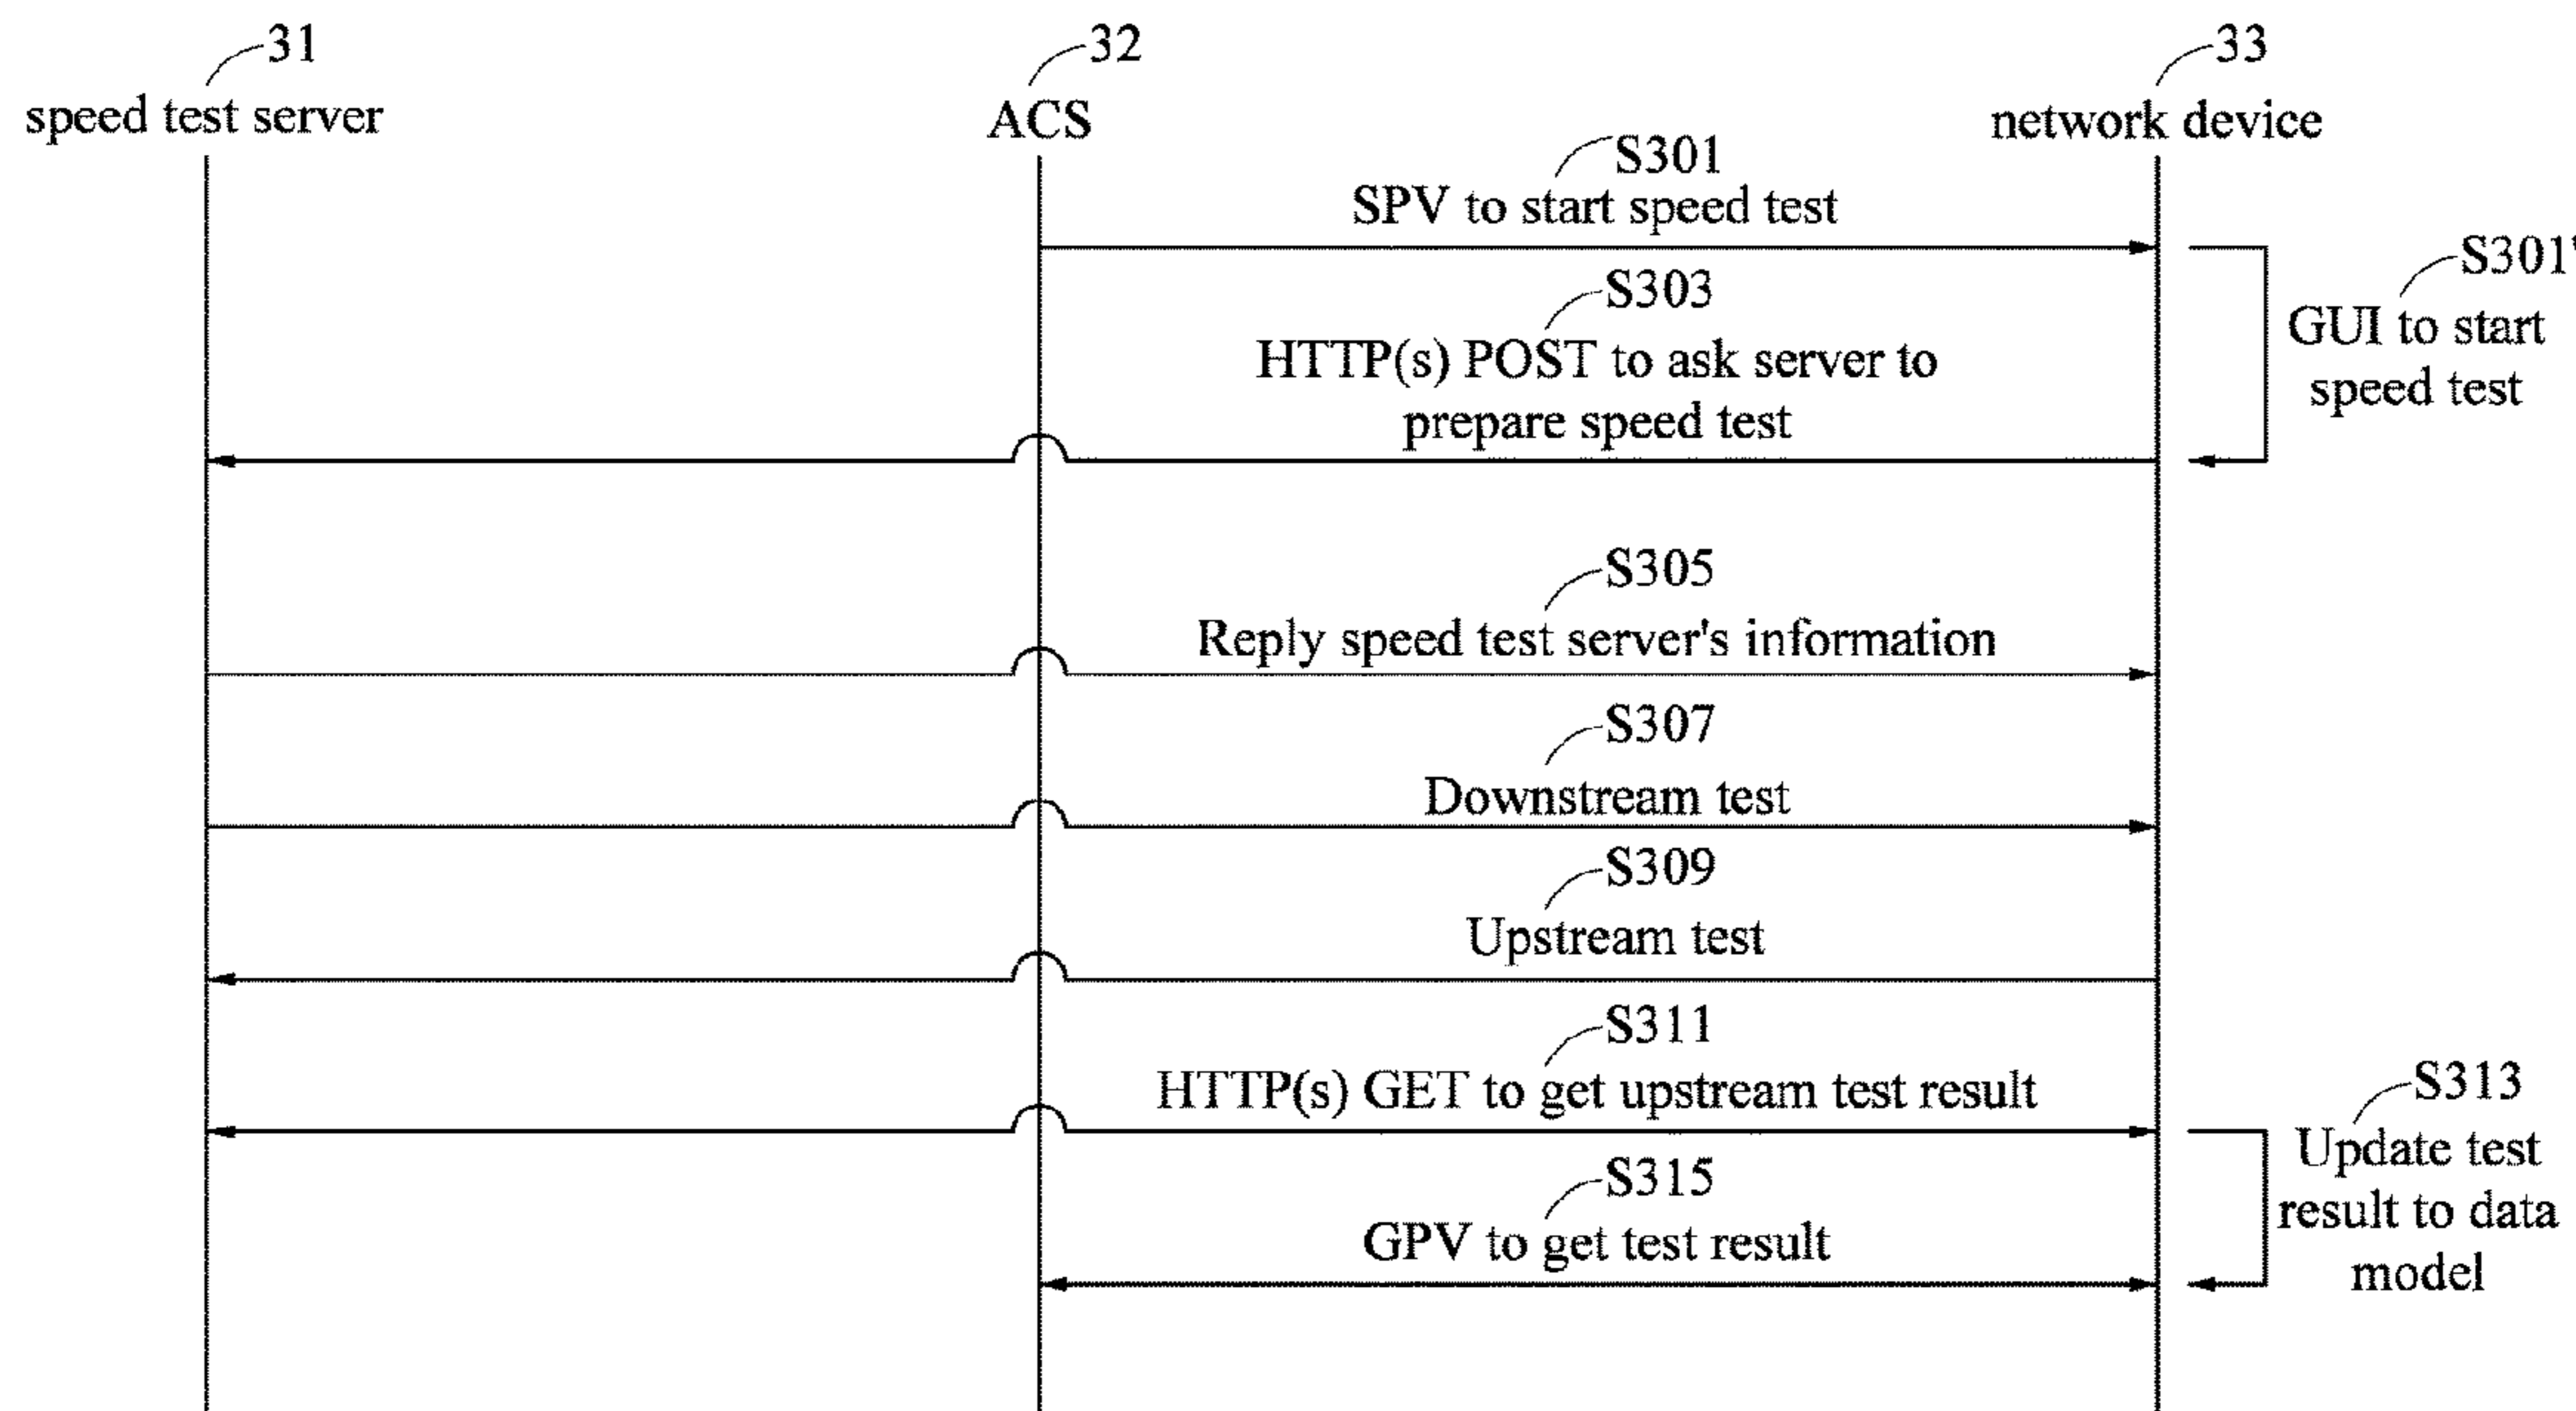 31
speed test server
32
ACS
33
network device
S301
SPV to start speed test
S301'
GUI to start
speed test
S303
HTTP(s) POST to ask server to
prepare speed test
S305
Reply speed test server's information
S307
Downstream test
S309
Upstream test
S311
HTTP(s) GET to get upstream test result
S313
Update test
result to data
model
S315
GPV to get test result